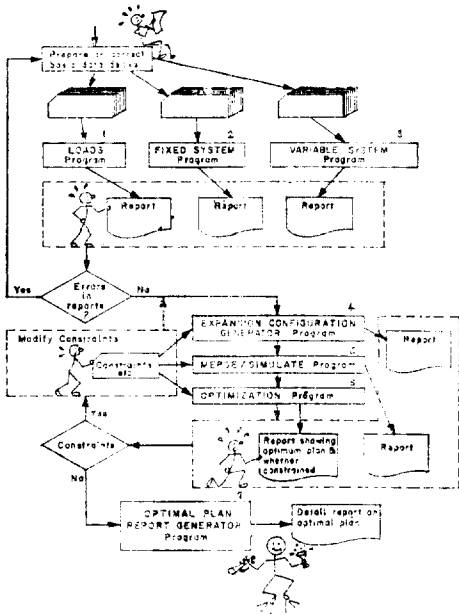 Prepare or correct
basic data decks
1
2
3
LOADS
Program
FIXED SYSTEM
Program
VARIABLE SYSTEM
Program
Report
Report
Report
Yes
Errors
in
reports
?
No
4
EXPANSION CONFIGURATION
GENERATOR Program
Report
Modify Constraints
Constraints
etc
MERGE/SIMULATE Program
OPTIMIZATION Program
Yes
Constraints
Report showing
optimum plan &
whether
constrained
Report
No
7
OPTIMAL PLAN
REPORT GENERATOR
Program
Detail report on
optimal plan